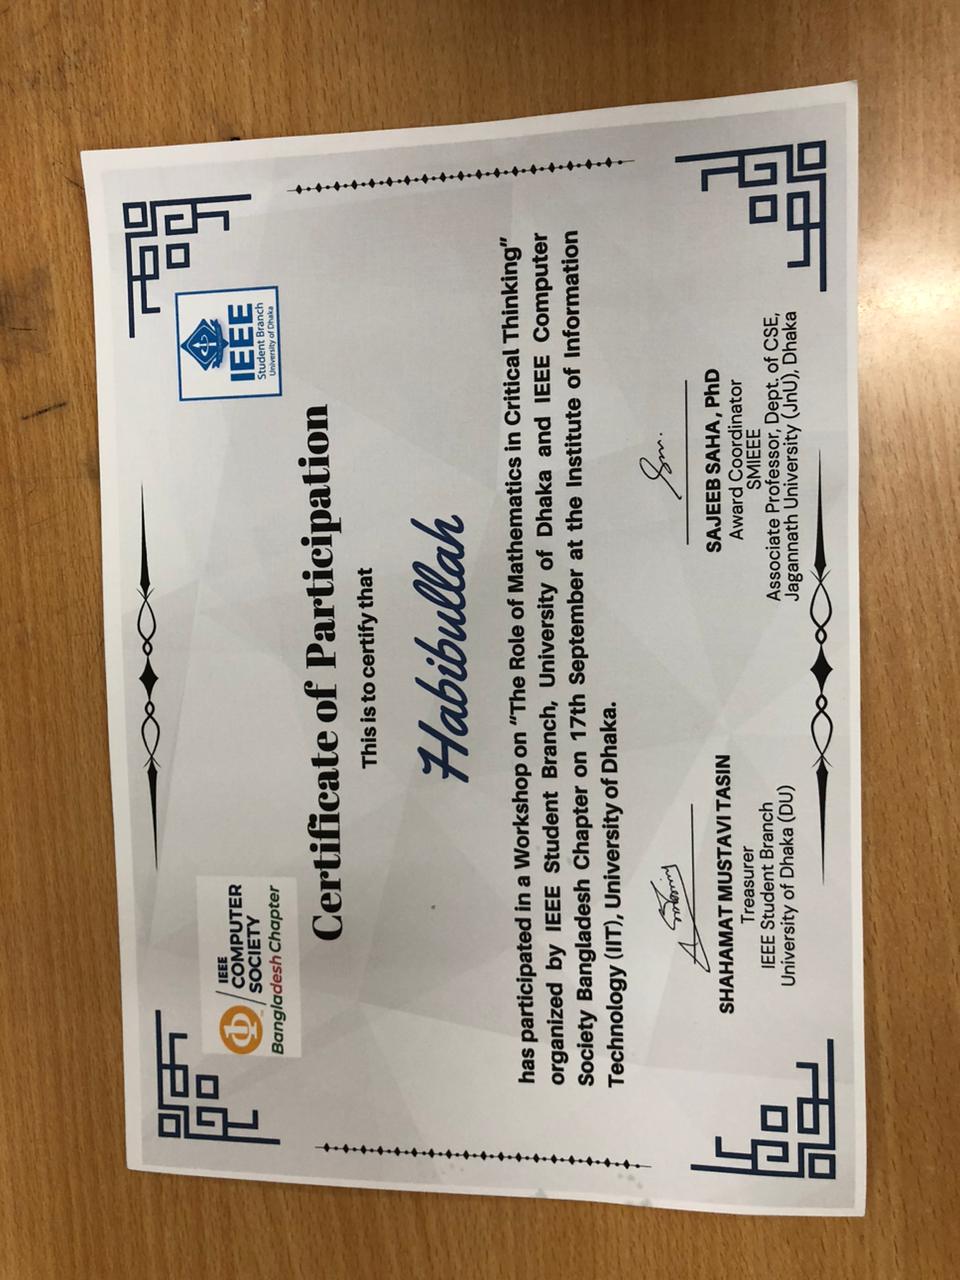 IEEE
COMPUTER
SOCIETY
Bangladesh Chapter
IEEE
Student Branch
University of Dhaka
Certificate of Participation
This is to certify that
Habibullah
has participated in a Workshop on “The Role of Mathematics in Critical Thinking”
organized by IEEE Student Branch, University of Dhaka and IEEE Computer
Society Bangladesh Chapter on 17th September at the Institute of Information
Technology (IIT), University of Dhaka.
SHAHAMAT MUSTAVI TASIN
Treasurer
IEEE Student Branch
University of Dhaka (DU)
Sm.
SAJEEB SAHA, PhD
Award Coordinator
SMIEEE
Associate Professor, Dept. of CSE,
Jagannath University (JnU), Dhaka